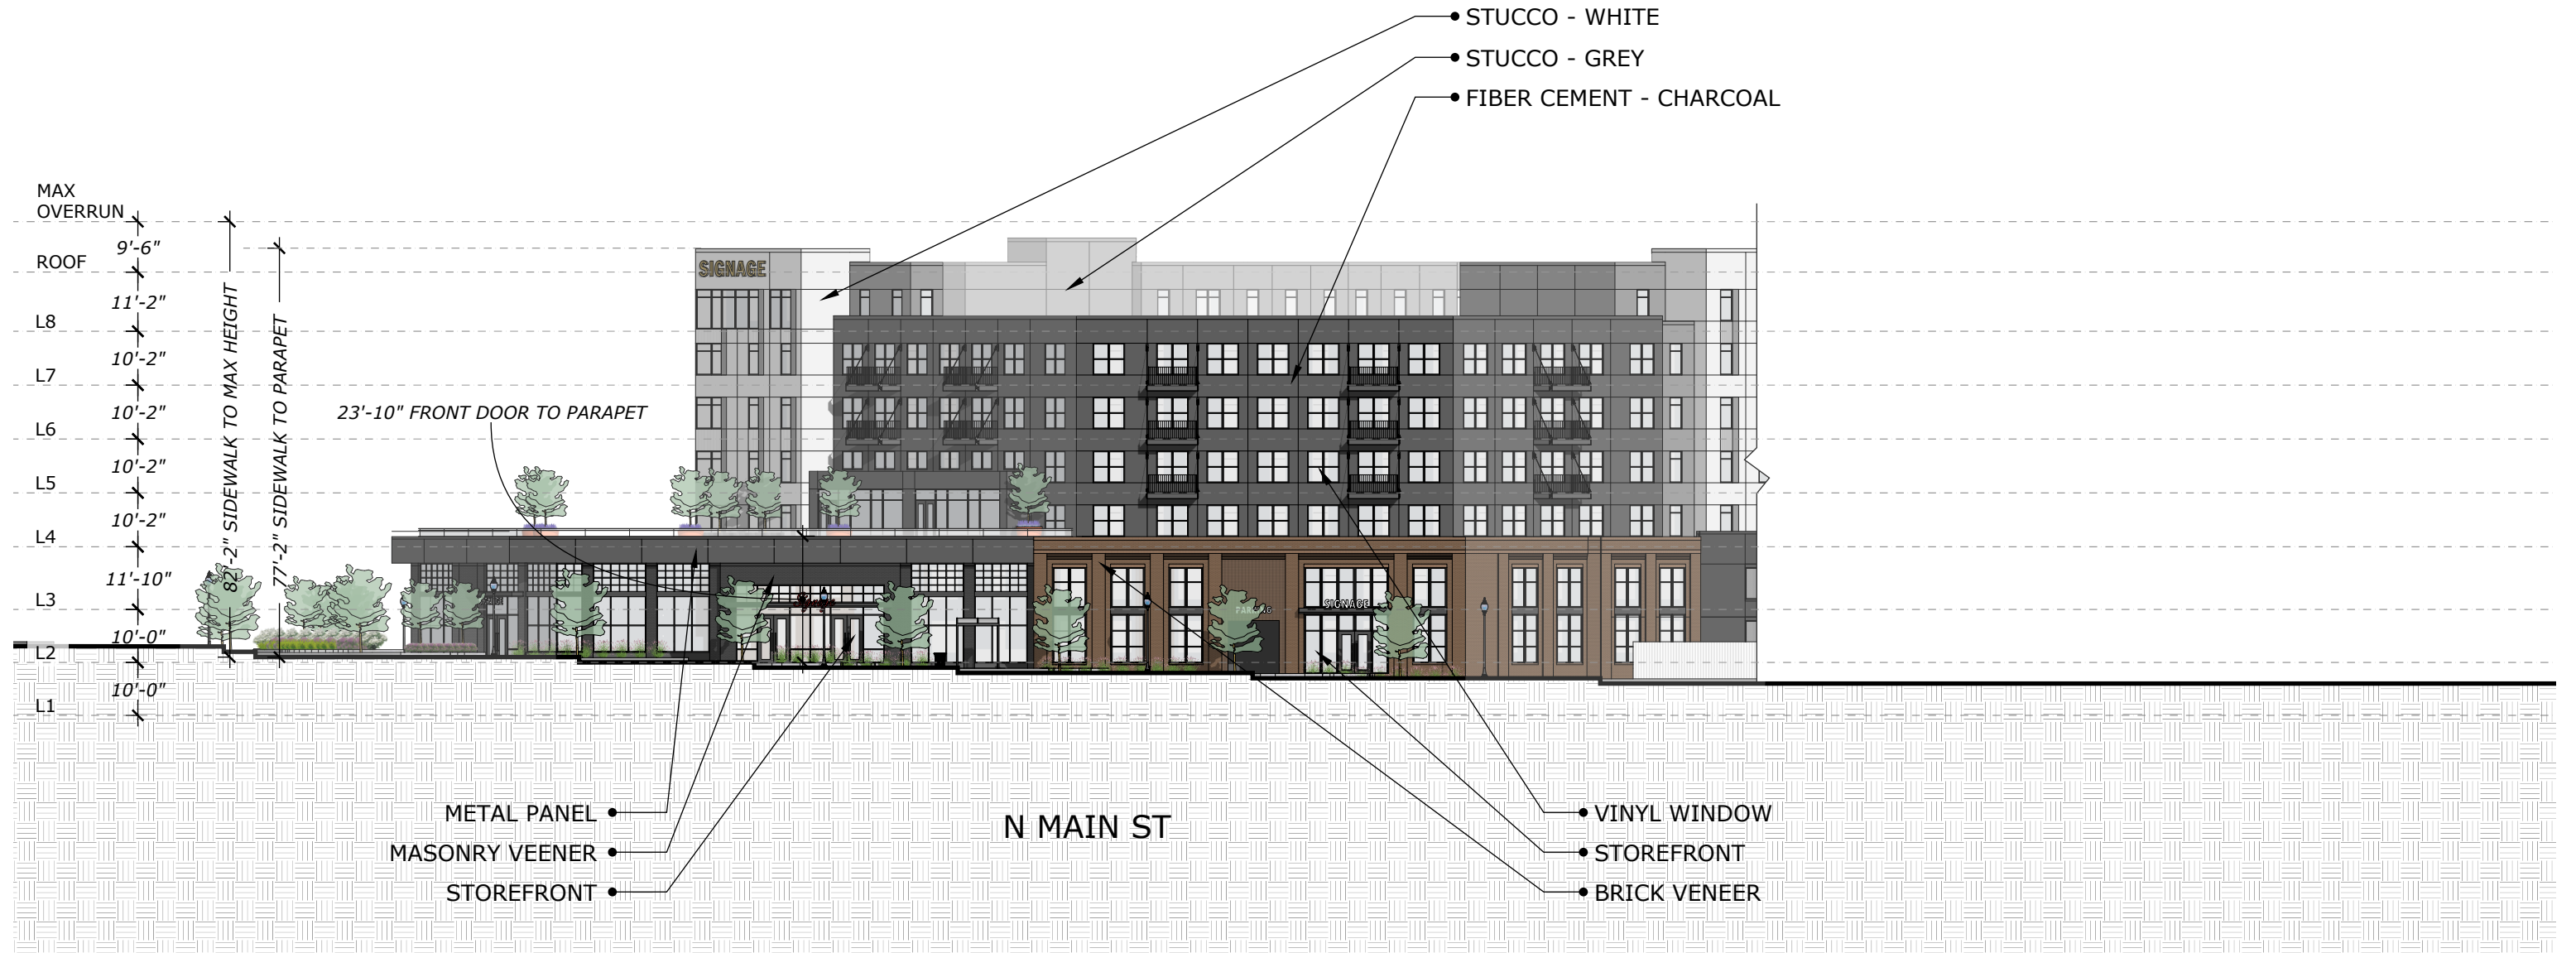 STUCCO - WHITE
STUCCO - GREY
FIBER CEMENT - CHARCOAL
MAX
OVERRUN
9'-6"
ROOF
11'-2"
L8
10'-2"
L7
10'-2"
L6
10'-2"
L5
10'-2"
L4
11'-10"
L3
10'-0"
L2
10'-0"
L1
82'-2" SIDEWALK TO MAX HEIGHT
77'-2" SIDEWALK TO PARAPET
23'-10" FRONT DOOR TO PARAPET
SIGNAGE
SIGNAGE
METAL PANEL
MASONRY VEENER
STOREFRONT
N MAIN ST
VINYL WINDOW
STOREFRONT
BRICK VENEER